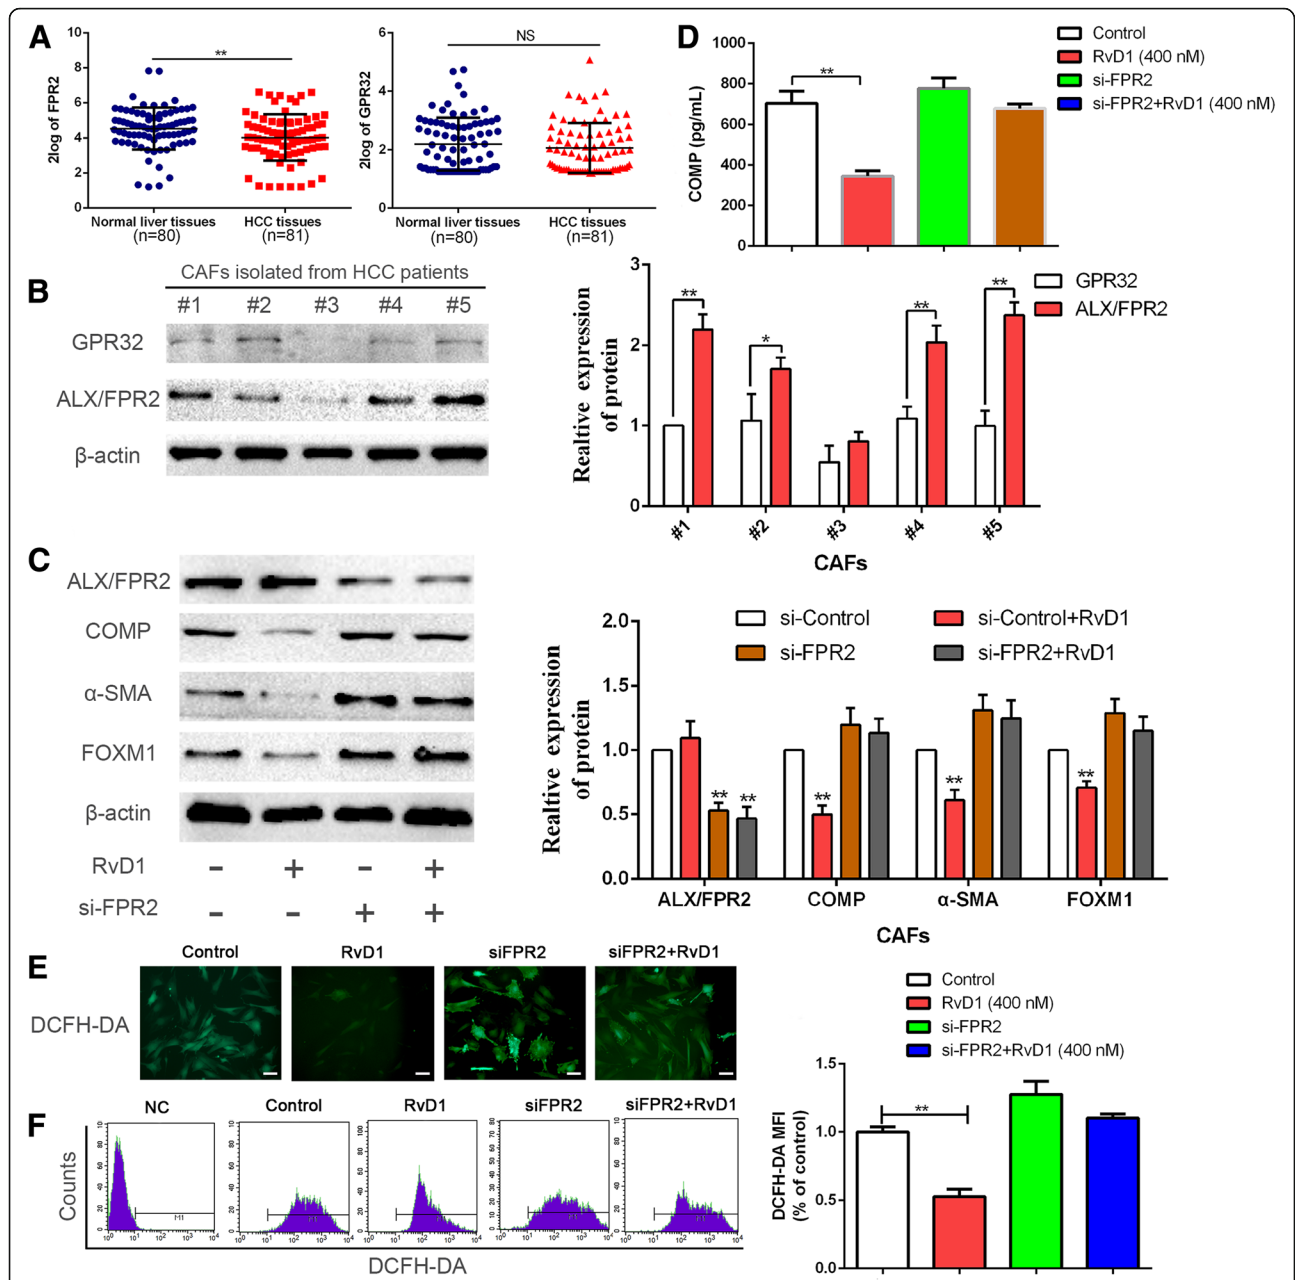 A
2log of FPR2
10
8
6
4
2
0
**
Normal liver tissues
(n=80)
HCC tissues
(n=81)
2log of GPR32
6
4
2
0
NS
Normal liver tissues
(n=80)
HCC tissues
(n=81)
D
COMP (pg/mL)
1000
800
600
400
200
0
**
Control
RvD1 (400 nM)
si-FPR2
si-FPR2+RvD1 (400 nM)
B
CAFs isolated from HCC patients
#1 #2 #3 #4 #5
GPR32
ALX/FPR2
β-actin
Realtive expression
of protein
3
2
1
0
** * ** **
GPR32
ALX/FPR2
#1 #2 #3 #4 #5
CAFs
C
ALX/FPR2
COMP
α-SMA
FOXM1
β-actin
RvD1 - + - +
si-FPR2 - - + +
Realtive expression
of protein
2.0
1.5
1.0
0.5
0.0
si-Control si-Control+RvD1
si-FPR2 si-FPR2+RvD1
** ** ** ** **
ALX/FPR2 COMP α-SMA FOXM1
CAFs
E
Control RvD1 siFPR2 siFPR2+RvD1
DCFH-DA
F
NC Control RvD1 siFPR2 siFPR2+RvD1
Counts
M1
DCFH-DA
Control
RvD1 (400 nM)
si-FPR2
si-FPR2+RvD1 (400 nM)
DCFH-DA MFI
(% of control)
1.5
1.0
0.5
0.0
**